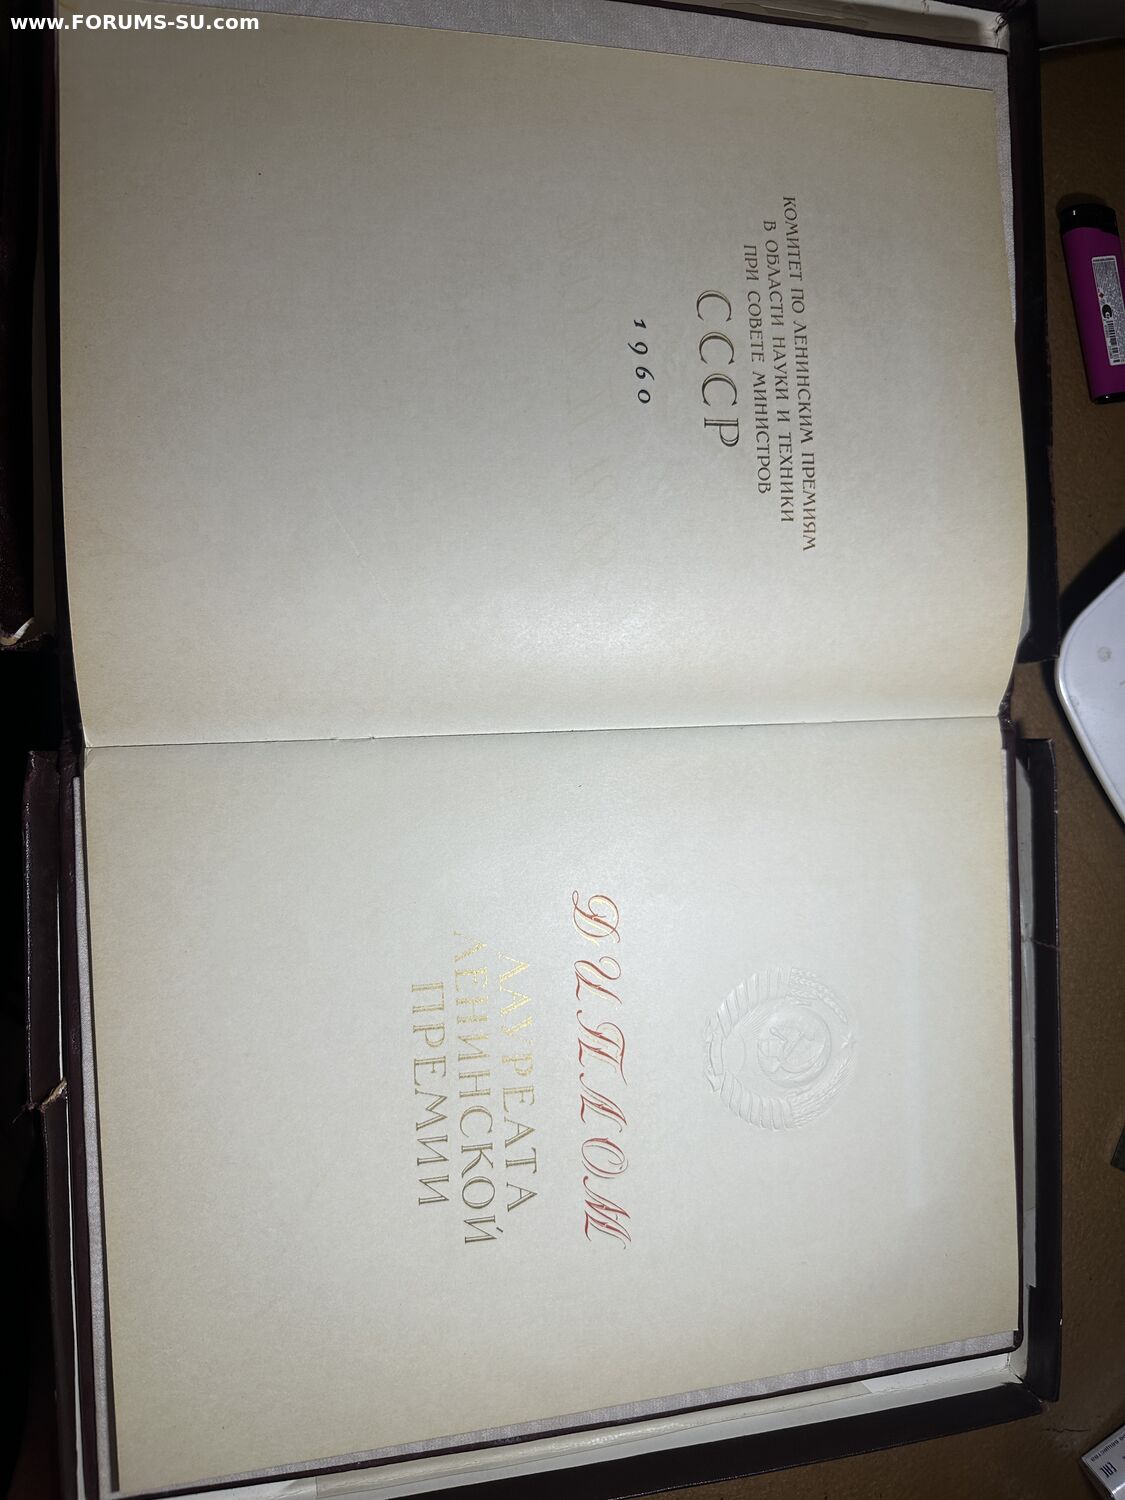 www.FORUMS-SU.com
КОМИТЕТ ПО ЛЕНИНСКИМ ПРЕМИЯМ
В ОБЛАСТИ НАУКИ И ТЕХНИКИ
ПРИ СОВЕТЕ МИНИСТРОВ
СССР
1960
ДИПЛОМ
ЛАУРЕАТА
ЛЕНИНСКОЙ
ПРЕМИИ
EAC